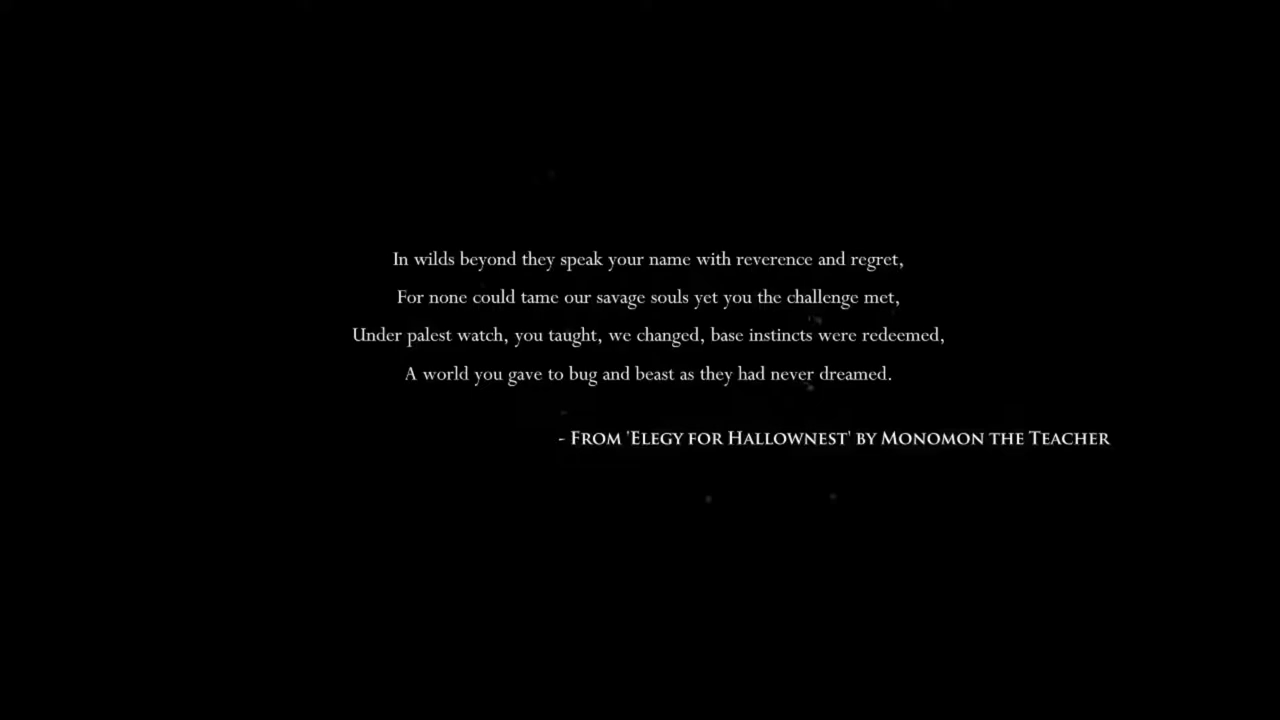 In wilds beyond they speak your name with reverence and regret,
For none could tame our savage souls yet you the challenge met,
Under palest watch, you taught, we changed, base instincts were redeemed,
A world you gave to bug and beast as they had never dreamed.
- From 'Elegy for Hallownest' by Monomon the Teacher